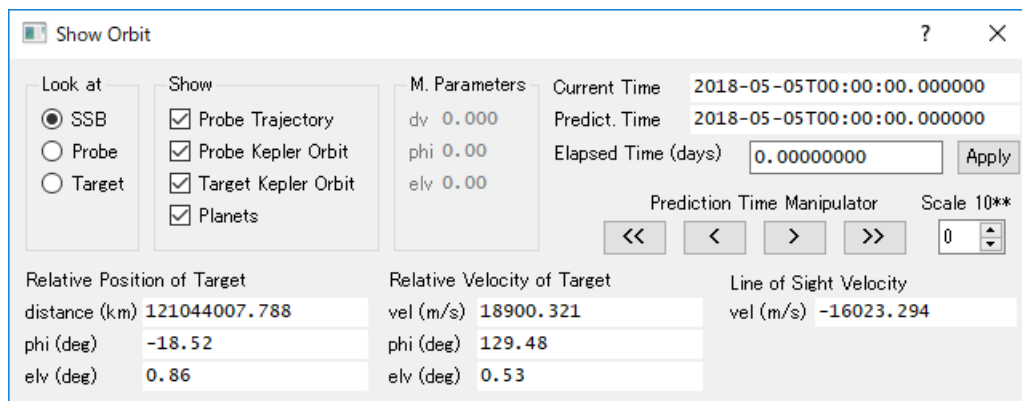 Show Orbit ? ×
Look at Show M. Parameters Current Time 2018-05-05T00:00:00.000000
SSB Probe Trajectory dv 0.000 Predict. Time 2018-05-05T00:00:00.000000
Probe Probe Kepler Orbit phi 0.00 Elapsed Time (days) 0.00000000 Apply
Target Target Kepler Orbit elv 0.00
Planets Prediction Time Manipulator Scale 10**
<< < > >> 0
Relative Position of Target Relative Velocity of Target Line of Sight Velocity
distance (km) 121044007.788 vel (m/s) 18900.321 vel (m/s) -16023.294
phi (deg) -18.52 phi (deg) 129.48
elv (deg) 0.86 elv (deg) 0.53